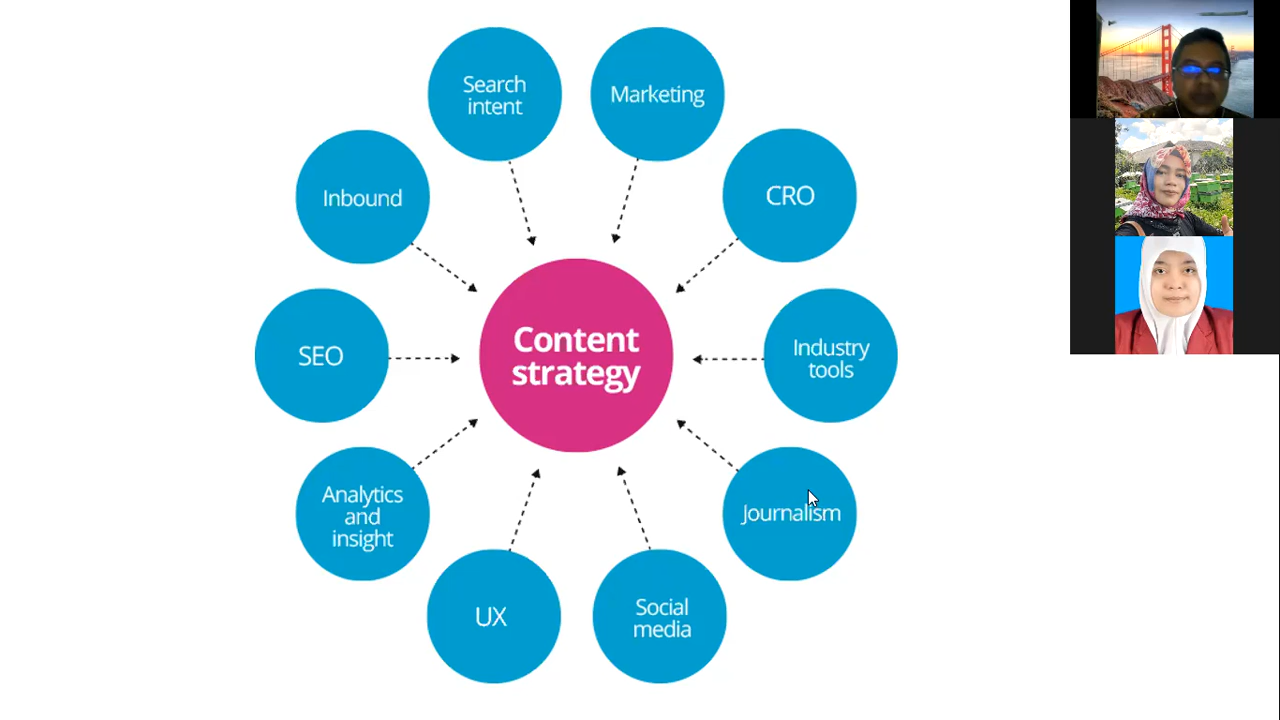 Search
intent
Marketing
Inbound
CRO
SEO
Content
strategy
Industry
tools
Analytics
and
insight
Journalism
UX
Social
media